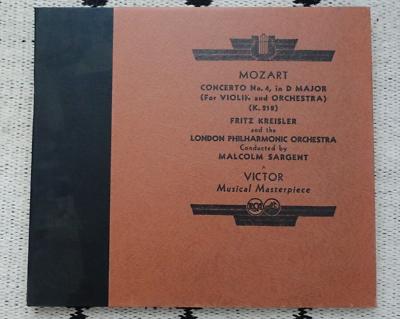 MOZART
CONCERTO No. 4, in D MAJOR
(For VIOLIN and ORCHESTRA)
(K. 218)
FRITZ KREISLER
and the
LONDON PHILHARMONIC ORCHESTRA
Conducted by
MALCOLM SARGENT
VICTOR
Musical Masterpiece
RCA